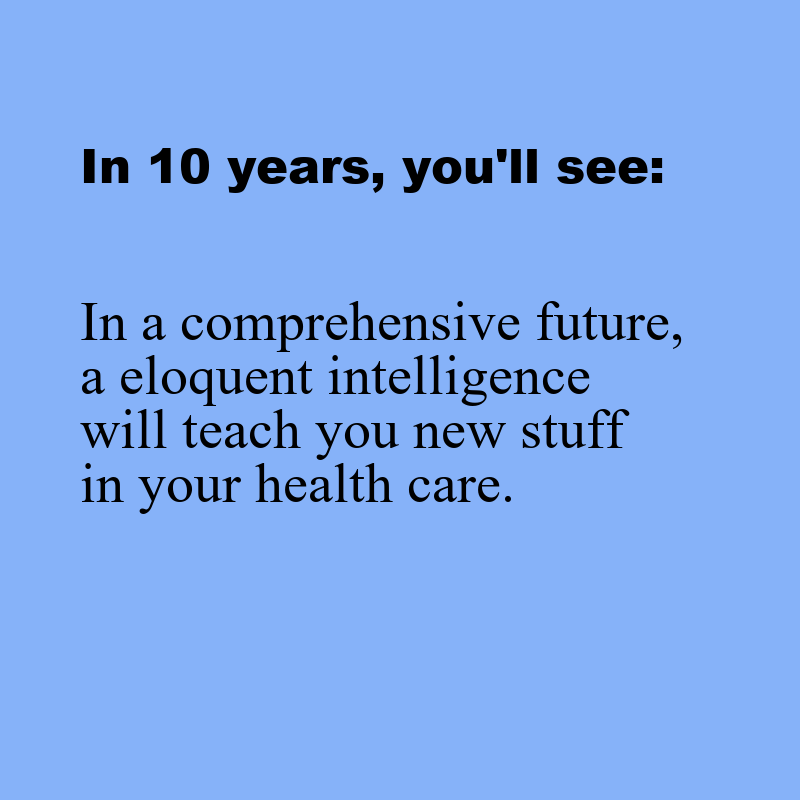 In 10 years, you'll see:
In a comprehensive future,
a eloquent intelligence
will teach you new stuff
in your health care.